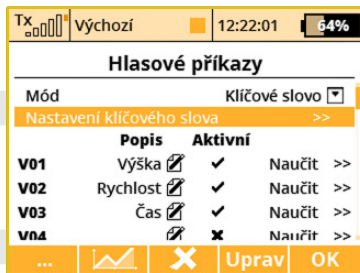 Tx Výchozí 12:22:01 64%
Hlasové příkazy
Mód Klíčové slovo
Nastavení klíčového slova >>
Popis Aktivní
V01 Výška Naučit >>
V02 Rychlost Naučit >>
V03 Čas Naučit >>
V04 Naučit >>
... Uprav OK